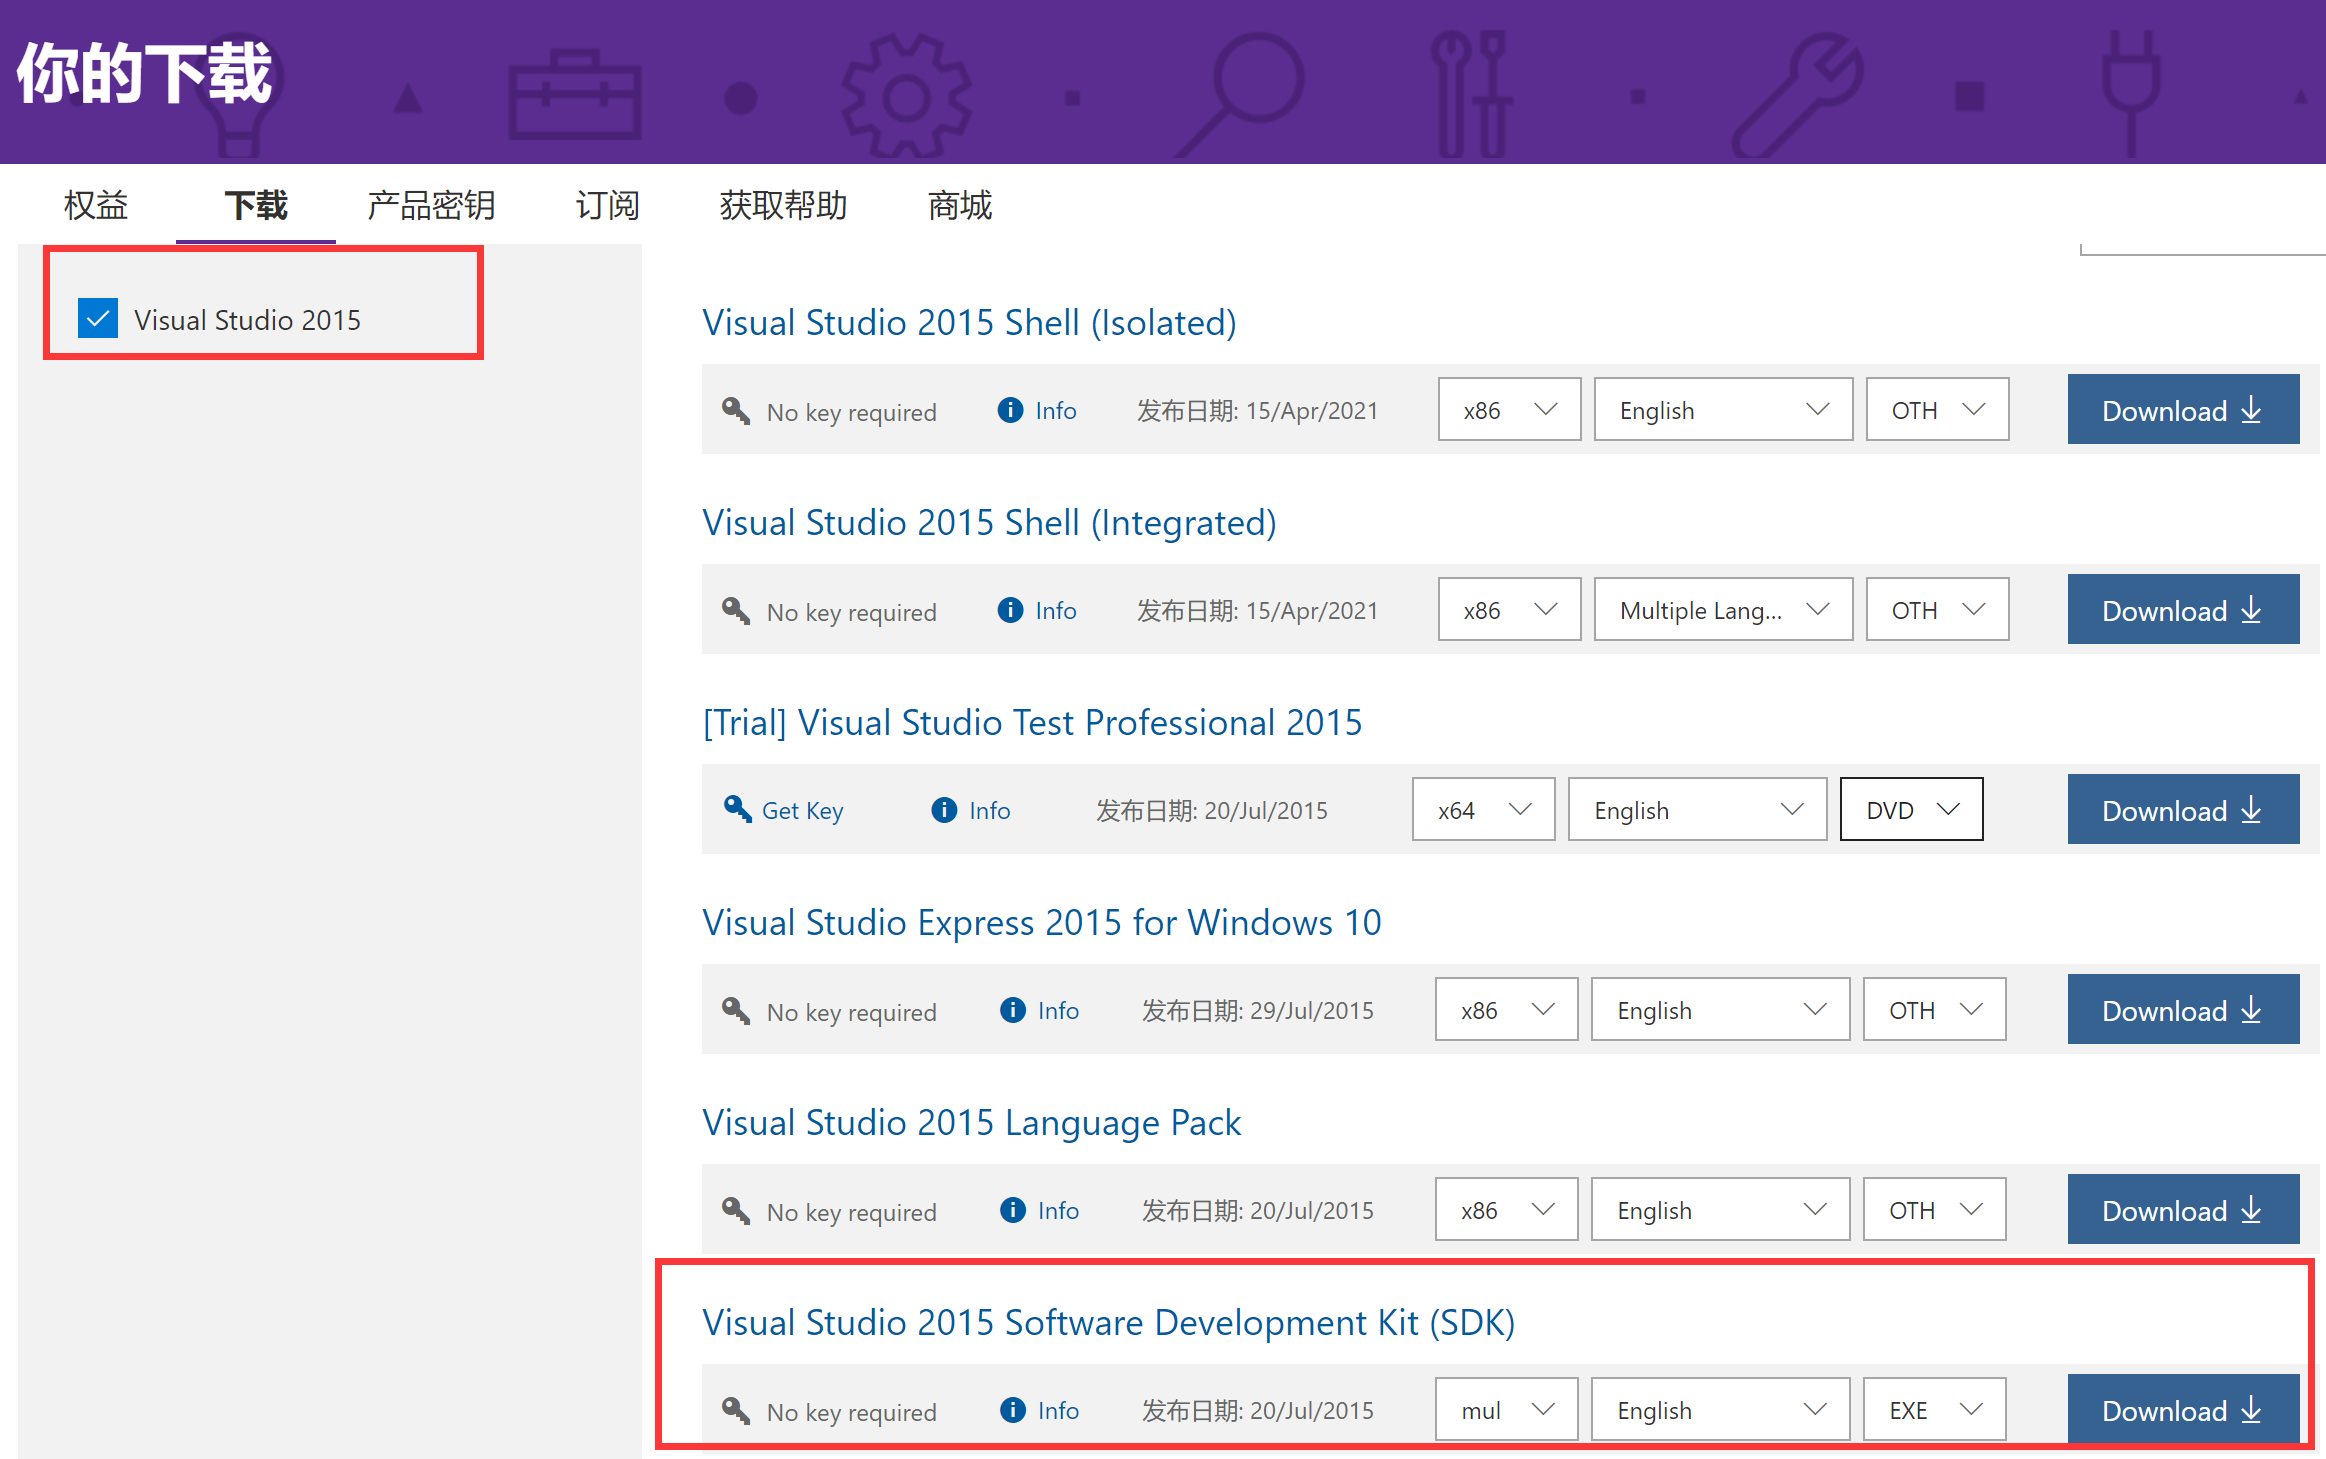 你的下载
权益 下载 产品密钥 订阅 获取帮助 商城
Visual Studio 2015
Visual Studio 2015 Shell (Isolated)
No key required Info 发布日期: 15/Apr/2021 x86 English OTH Download
Visual Studio 2015 Shell (Integrated)
No key required Info 发布日期: 15/Apr/2021 x86 Multiple Lang... OTH Download
[Trial] Visual Studio Test Professional 2015
Get Key Info 发布日期: 20/Jul/2015 x64 English DVD Download
Visual Studio Express 2015 for Windows 10
No key required Info 发布日期: 29/Jul/2015 x86 English OTH Download
Visual Studio 2015 Language Pack
No key required Info 发布日期: 20/Jul/2015 x86 English OTH Download
Visual Studio 2015 Software Development Kit (SDK)
No key required Info 发布日期: 20/Jul/2015 mul English EXE Download